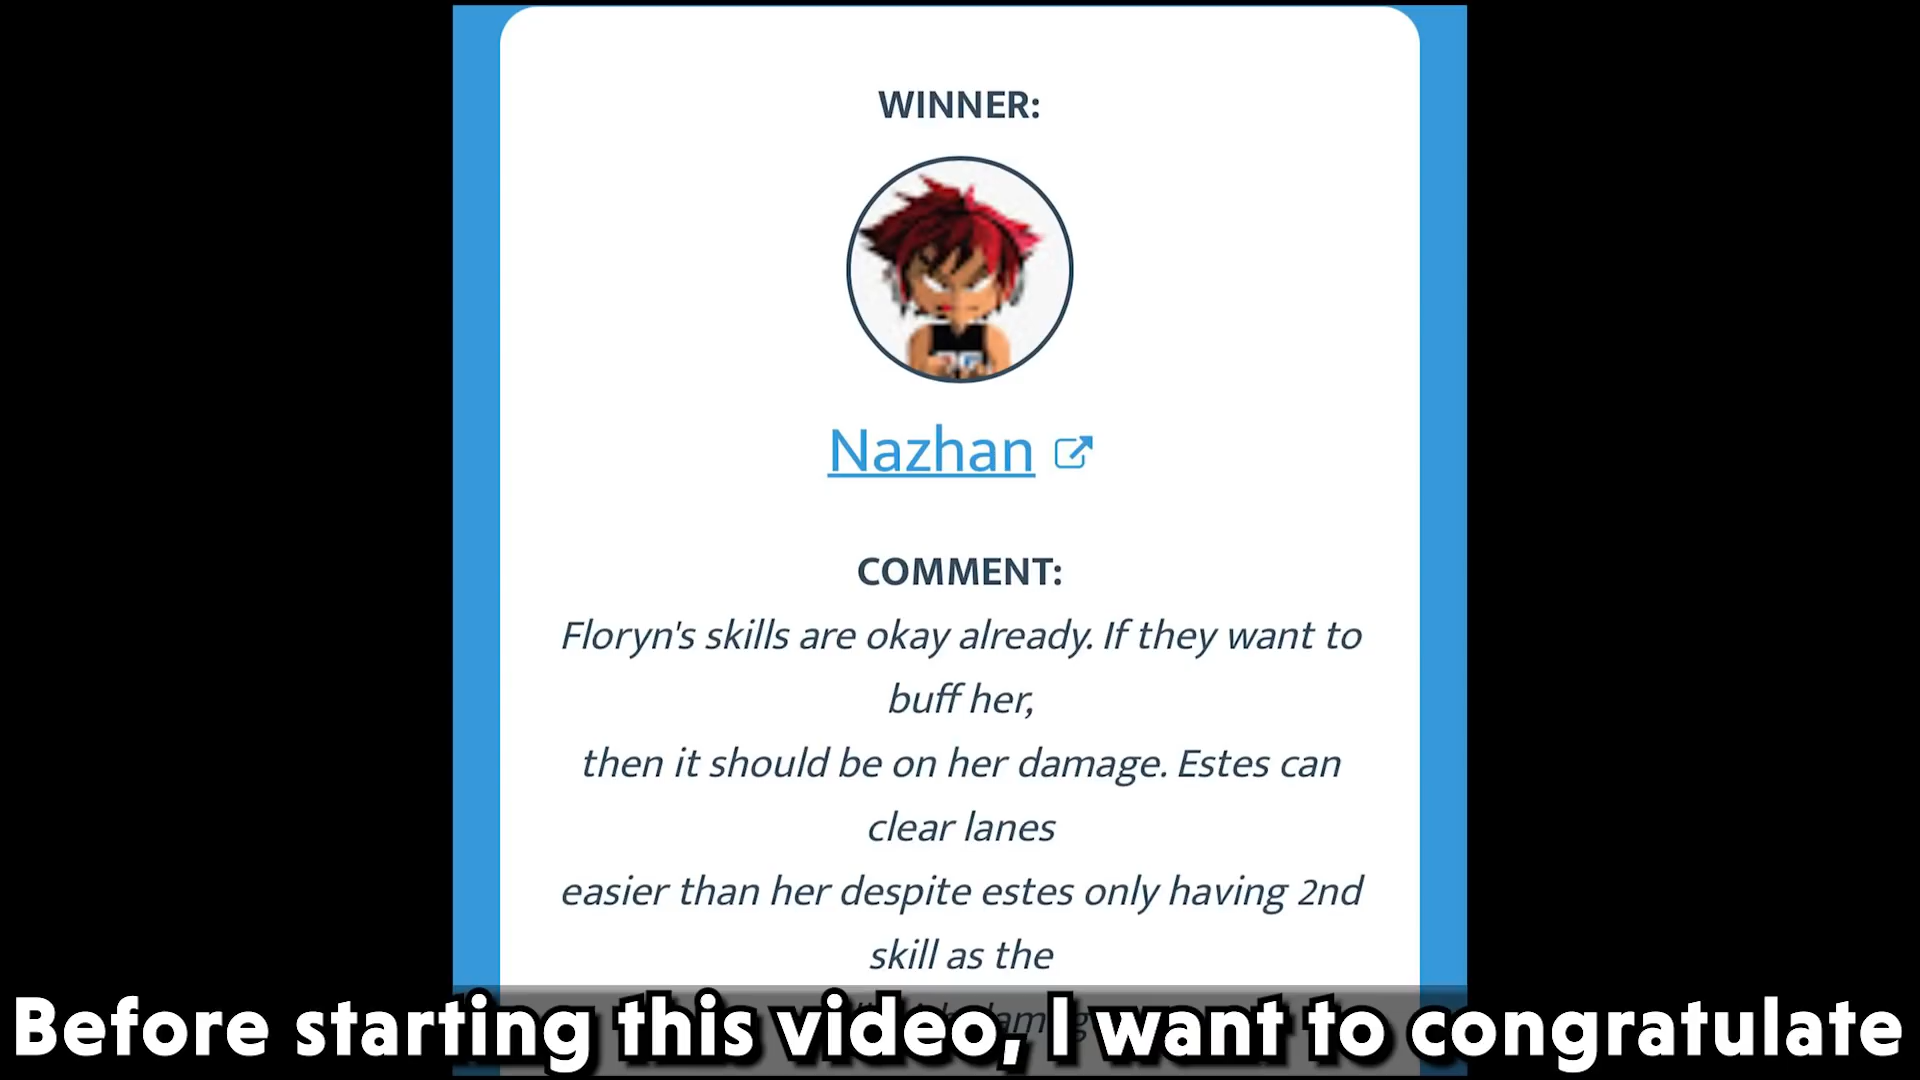 WINNER:
Nazhan
COMMENT:
Floryn's skills are okay already. If they want to
buff her,
then it should be on her damage. Estes can
clear lanes
easier than her despite estes only having 2nd
skill as the
Before starting this video, I want to congratulate